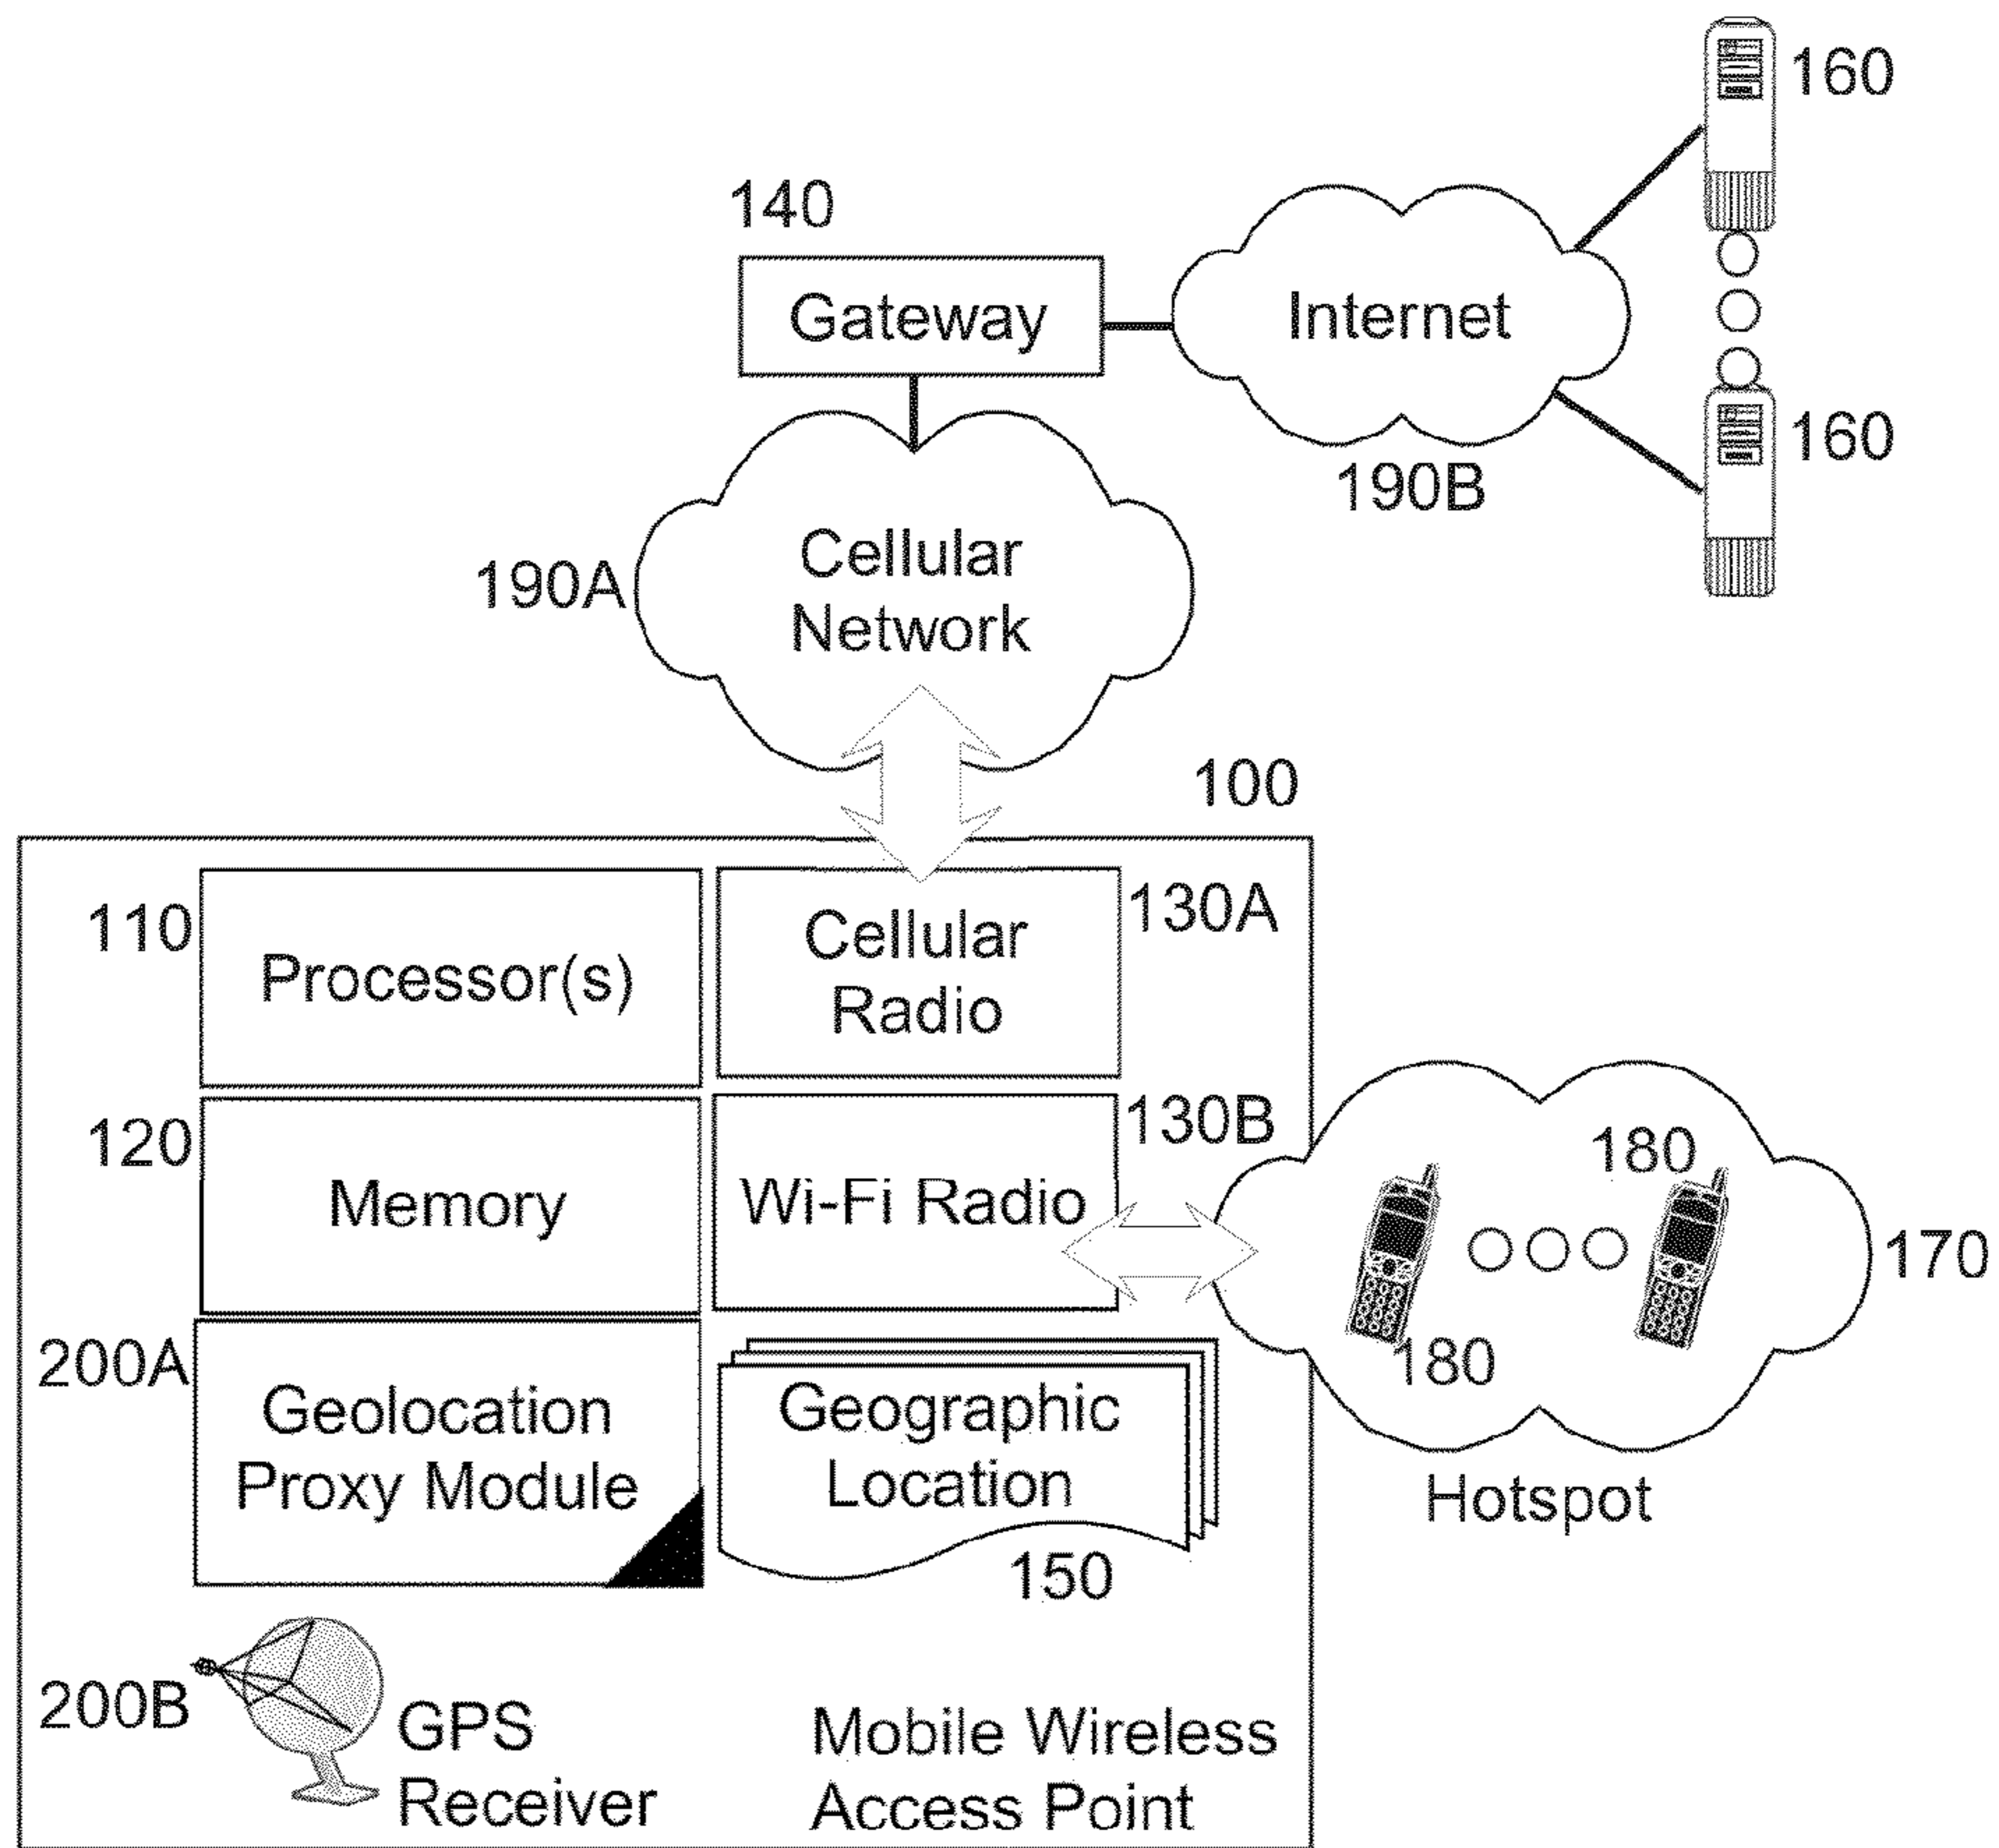 160
140
Gateway
Internet
160
190B
190A
Cellular
Network
100
110
Processor(s)
Cellular
Radio
130A
120
Memory
Wi-Fi Radio
130B
180
180
170
Hotspot
200A
Geolocation
Proxy Module
Geographic
Location
150
200B
GPS
Receiver
Mobile Wireless
Access Point